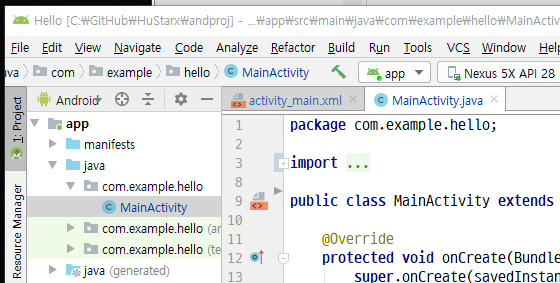 Hello [C:₩GitHub₩HuStarx₩andproj] - ...₩app₩src₩main₩java₩com₩example₩hello₩MainActivi
File Edit View Navigate Code Analyze Refactor Build Run Tools VCS Window Help
ava com example hello MainActivity app Nexus 5X API 28
1: Project
Resource Manager
Android
app
manifests
java
com.example.hello
MainActivity
com.example.hello (an
com.example.hello (te
java (generated)
activity_main.xml MainActivity.java
1 package com.example.hello;
2
3 import ...
8
9 public class MainActivity extends
10
11 @Override
12 protected void onCreate(Bundle
13 super.onCreate(savedInstan